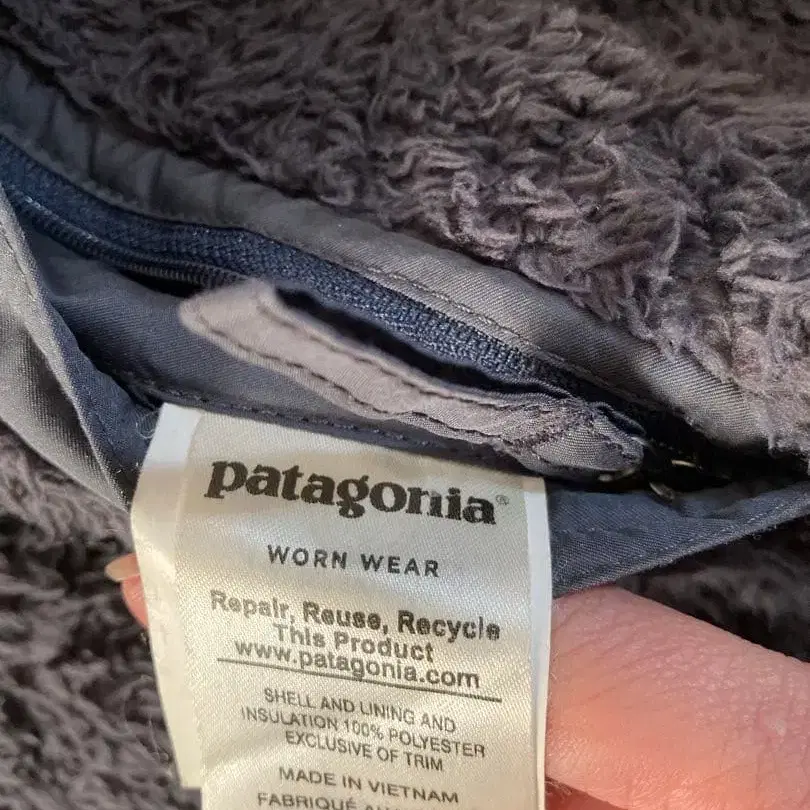 patagonia®
WORN WEAR
Repair, Reuse, Recycle
This Product
www.patagonia.com
SHELL AND LINING AND
INSULATION 100% POLYESTER
EXCLUSIVE OF TRIM
MADE IN VIETNAM
FABRIQUÉ